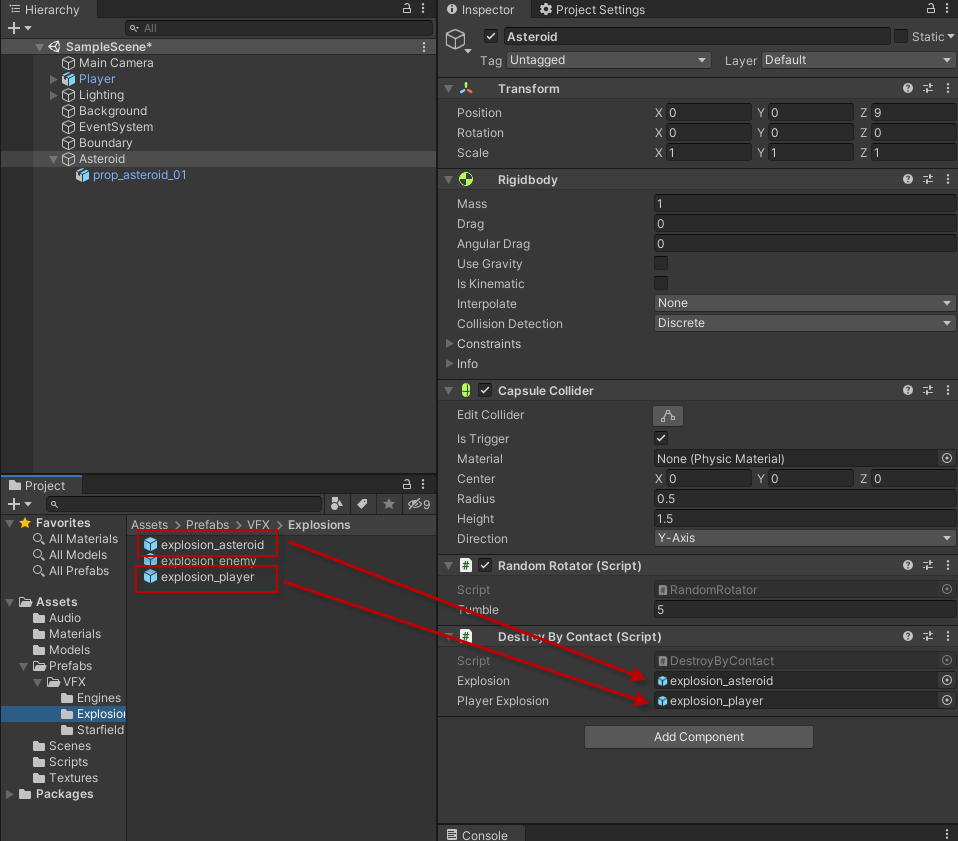 Hierarchy
All
SampleScene*
Main Camera
Player
Lighting
Background
EventSystem
Boundary
Asteroid
prop_asteroid_01
Project
9
Favorites
All Materials
All Models
All Prefabs
Assets
Audio
Materials
Models
Prefabs
VFX
Engines
Explosion
Starfield
Scenes
Scripts
Textures
Packages
Assets > Prefabs > VFX > Explosions
explosion_asteroid
explosion_enemy
explosion_player
Inspector Project Settings
Asteroid Static
Tag Untagged Layer Default
Transform
Position X 0 Y 0 Z 9
Rotation X 0 Y 0 Z 0
Scale X 1 Y 1 Z 1
Rigidbody
Mass 1
Drag 0
Angular Drag 0
Use Gravity
Is Kinematic
Interpolate None
Collision Detection Discrete
Constraints
Info
Capsule Collider
Edit Collider
Is Trigger
Material None (Physic Material)
Center X 0 Y 0 Z 0
Radius 0.5
Height 1.5
Direction Y-Axis
# Random Rotator (Script)
Script # RandomRotator
Tumble 5
# Destroy By Contact (Script)
Script # DestroyByContact
Explosion explosion_asteroid
Player Explosion explosion_player
Add Component
Console